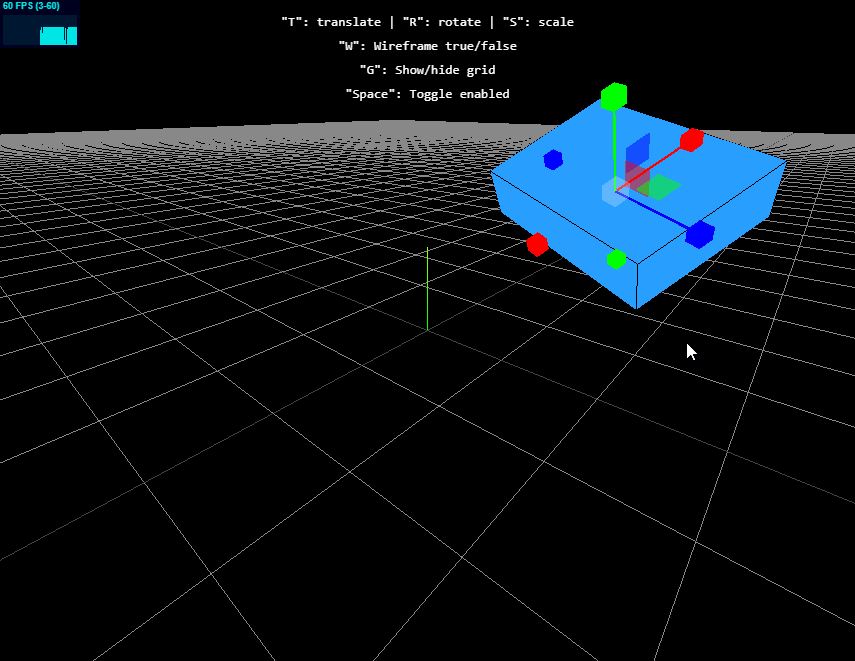 60 FPS (3-60)
"T": translate | "R": rotate | "S": scale
"W": Wireframe true/false
"G": Show/hide grid
"Space": Toggle enabled